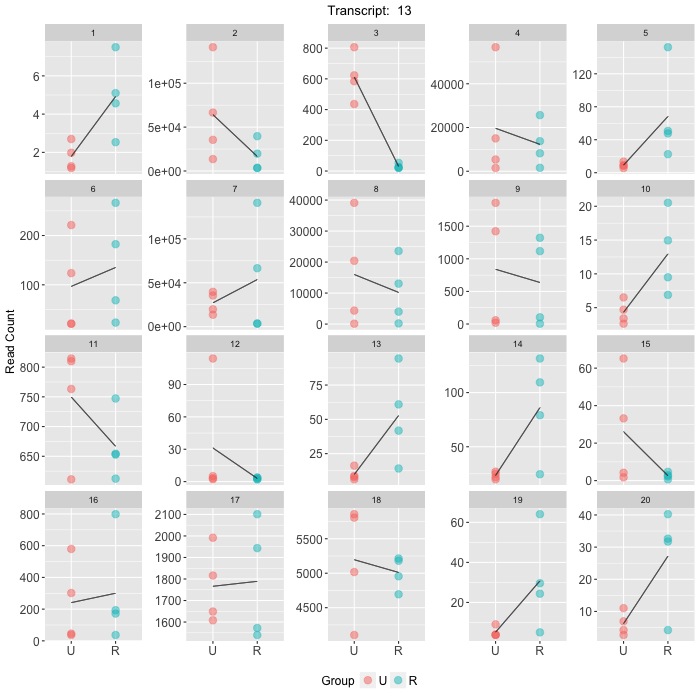 Transcript: 13
1 2 3 4 5
6 4 2
1e+05 5e+04 0e+00
800 600 400 200 0
40000 20000 0
120 80 40 0
6 7 8 9 10
200 100
1e+05 5e+04 0e+00
40000 30000 20000 10000 0
1500 1000 500 0
20 15 10 5
Read Count
11 12 13 14 15
800 750 700 650
90 60 30 0
75 50 25
100 50
60 40 20 0
16 17 18 19 20
800 600 400 200 0
2100 2000 1900 1800 1700 1600
5500 5000 4500
60 40 20
40 30 20 10
U R U R U R U R U R
Group U R